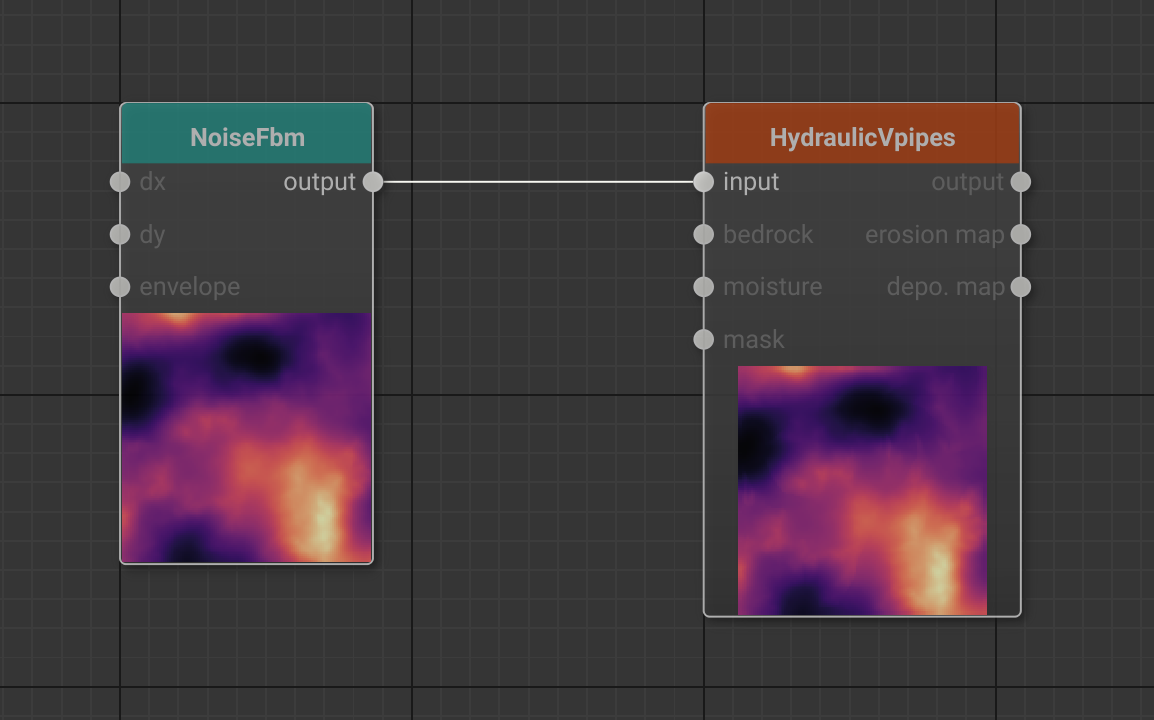 NoiseFbm
dx output
dy
envelope
HydraulicVpipes
input output
bedrock erosion map
moisture depo. map
mask